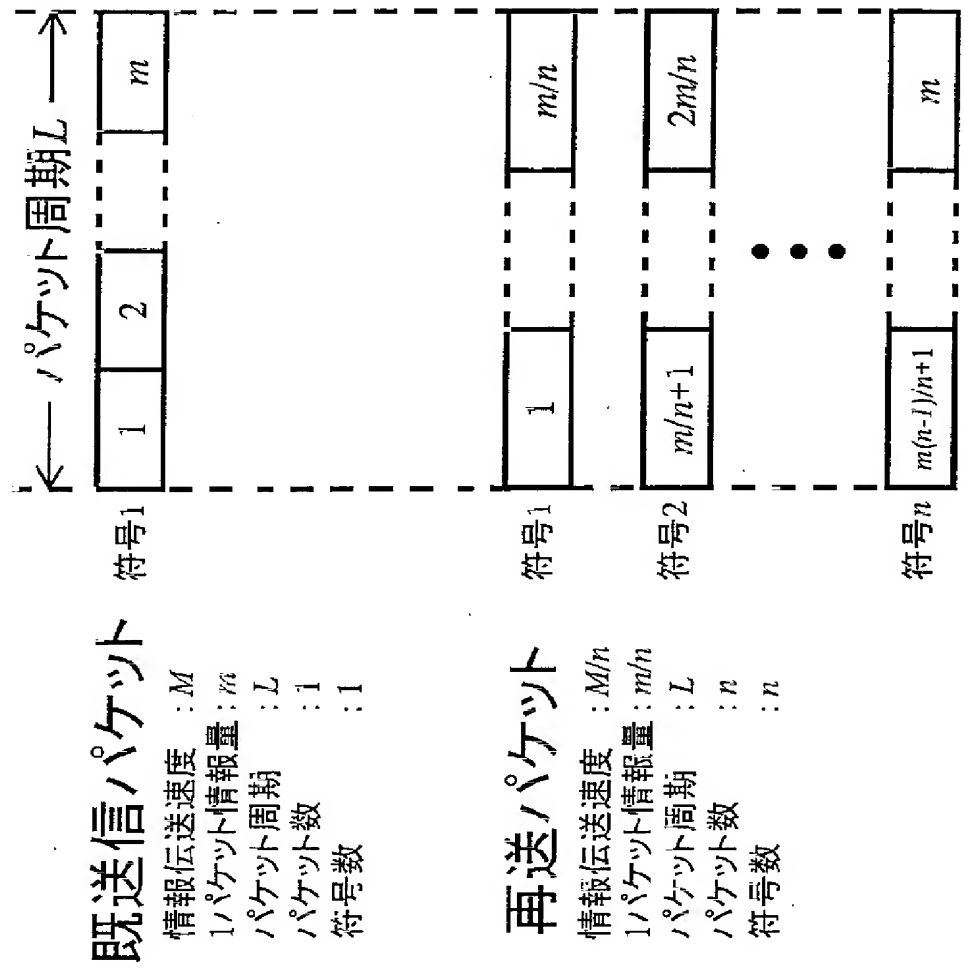 ← パケット周期L →
既送信パケット
情報伝送速度 : M
1パケット情報量 : m
パケット周期 : L
パケット数 : 1
符号数 : 1
符号1
1
2
m
再送パケット
情報伝送速度 : M/n
1パケット情報量 : m/n
パケット周期 : L
パケット数 : n
符号数 : n
符号1
1
m/n
符号2
m/n+1
2m/n
•••
符号n
m(n-1)/n+1
m